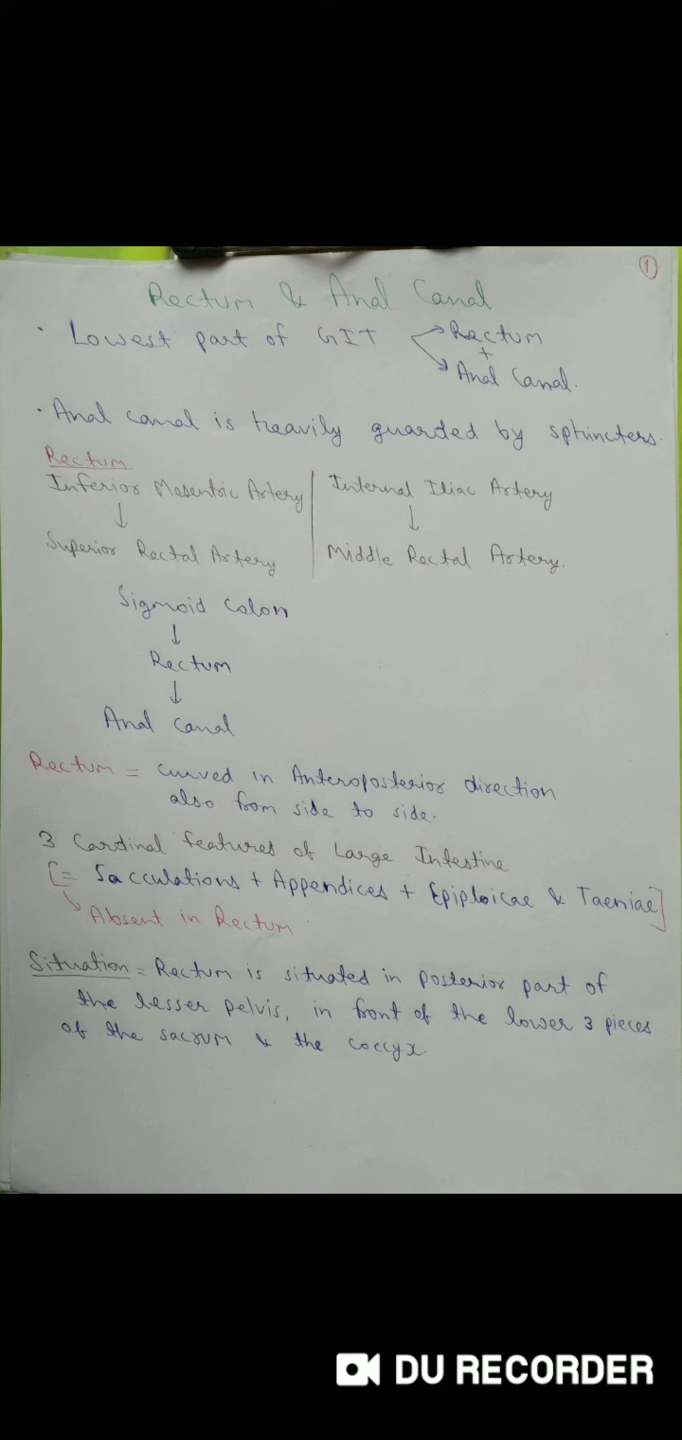 1
Rectum & Anal Canal
· Lowest part of GIT → Rectum
+
→ Anal Canal.
· Anal canal is heavily guarded by sphincters.
Rectum
Inferior Mesentric Artery | Internal Iliac Artery
↓ ↓
Superior Rectal Artery | Middle Rectal Artery.
Sigmoid Colon
↓
Rectum
↓
Anal Canal
Rectum = curved in Anteroposterior direction
also from side to side.
3 Cardinal features of Large Intestine
[= Sacculations + Appendices + Epiploicae & Taeniae]
→ Absent in Rectum
Situation = Rectum is situated in posterior part of
the lesser pelvis, in front of the lower 3 pieces
of the sacrum & the coccyx.
DU RECORDER